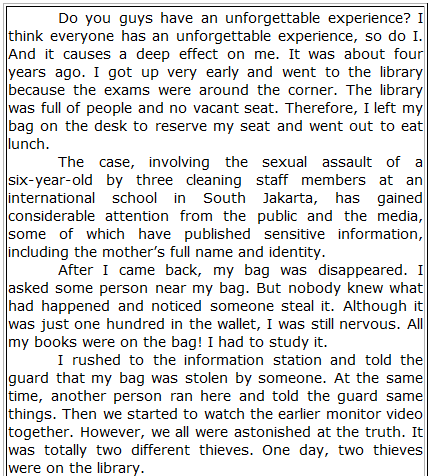 Do you guys have an unforgettable experience? I
think everyone has an unforgettable experience, so do I.
And it causes a deep effect on me. It was about four
years ago. I got up very early and went to the library
because the exams were around the corner. The library
was full of people and no vacant seat. Therefore, I left my
bag on the desk to reserve my seat and went out to eat
lunch.
The case, involving the sexual assault of a
six-year-old by three cleaning staff members at an
international school in South Jakarta, has gained
considerable attention from the public and the media,
some of which have published sensitive information,
including the mother's full name and identity.
After I came back, my bag was disappeared. I
asked some person near my bag. But nobody knew what
had happened and noticed someone steal it. Although it
was just one hundred in the wallet, I was still nervous. All
my books were on the bag! I had to study it.
I rushed to the information station and told the
guard that my bag was stolen by someone. At the same
time, another person ran here and told the guard same
things. Then we started to watch the earlier monitor video
together. However, we all were astonished at the truth. It
was totally two different thieves. One day, two thieves
were on the library.